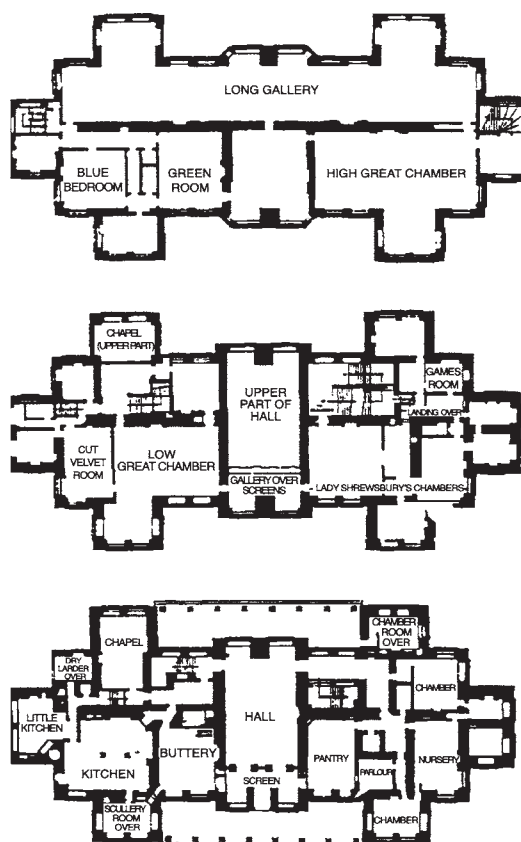 LONG GALLERY
BLUE
BEDROOM
GREEN
ROOM
HIGH GREAT CHAMBER
CHAPEL
(UPPER PART)
GAMES
ROOM
UPPER
PART OF
HALL
LANDING OVER
CUT
VELVET
ROOM
LOW
GREAT CHAMBER
GALLERY OVER
SCREENS
LADY SHREWSBURY'S CHAMBERS
CHAMBER
ROOM
OVER
CHAPEL
DRY
LARDER
OVER
CHAMBER
LITTLE
KITCHEN
HALL
BUTTERY
PANTRY
NURSERY
KITCHEN
SCREEN
PARLOUR
SCULLERY
ROOM
OVER
CHAMBER